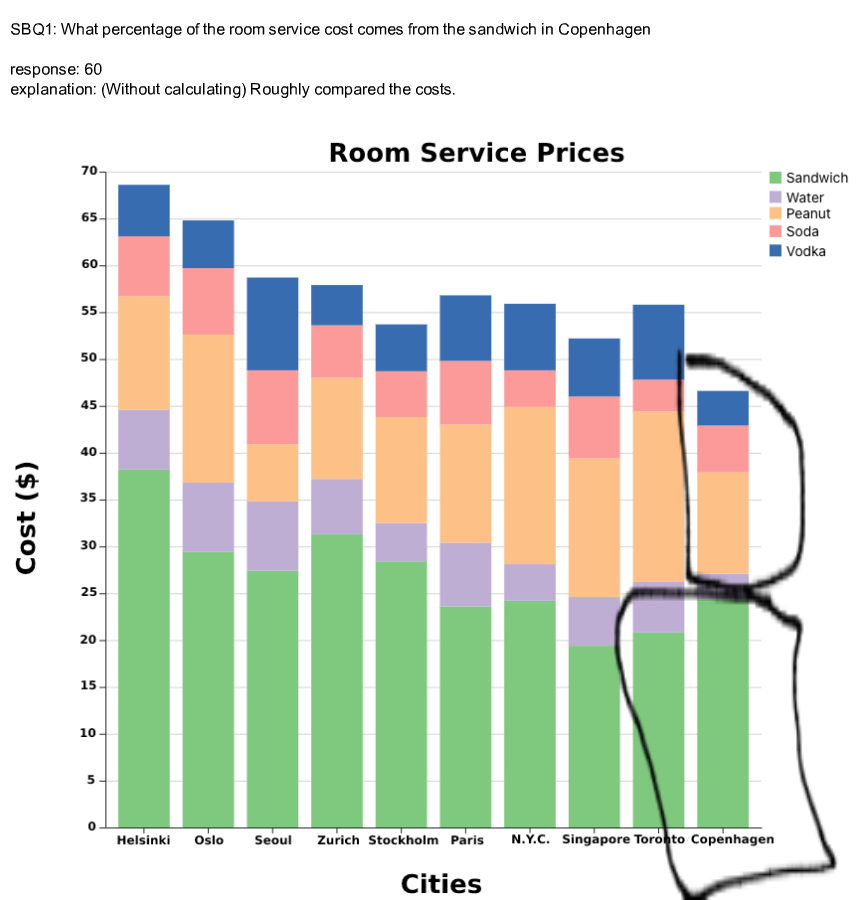 SBQ1: What percentage of the room service cost comes from the sandwich in Copenhagen
response: 60
explanation: (Without calculating) Roughly compared the costs.
Room Service Prices
Sandwich
Water
Peanut
Soda
Vodka
70
65
60
55
50
45
40
35
30
25
20
15
10
5
0
Cost ($)
Helsinki Oslo Seoul Zurich Stockholm Paris N.Y.C. Singapore Toronto Copenhagen
Cities